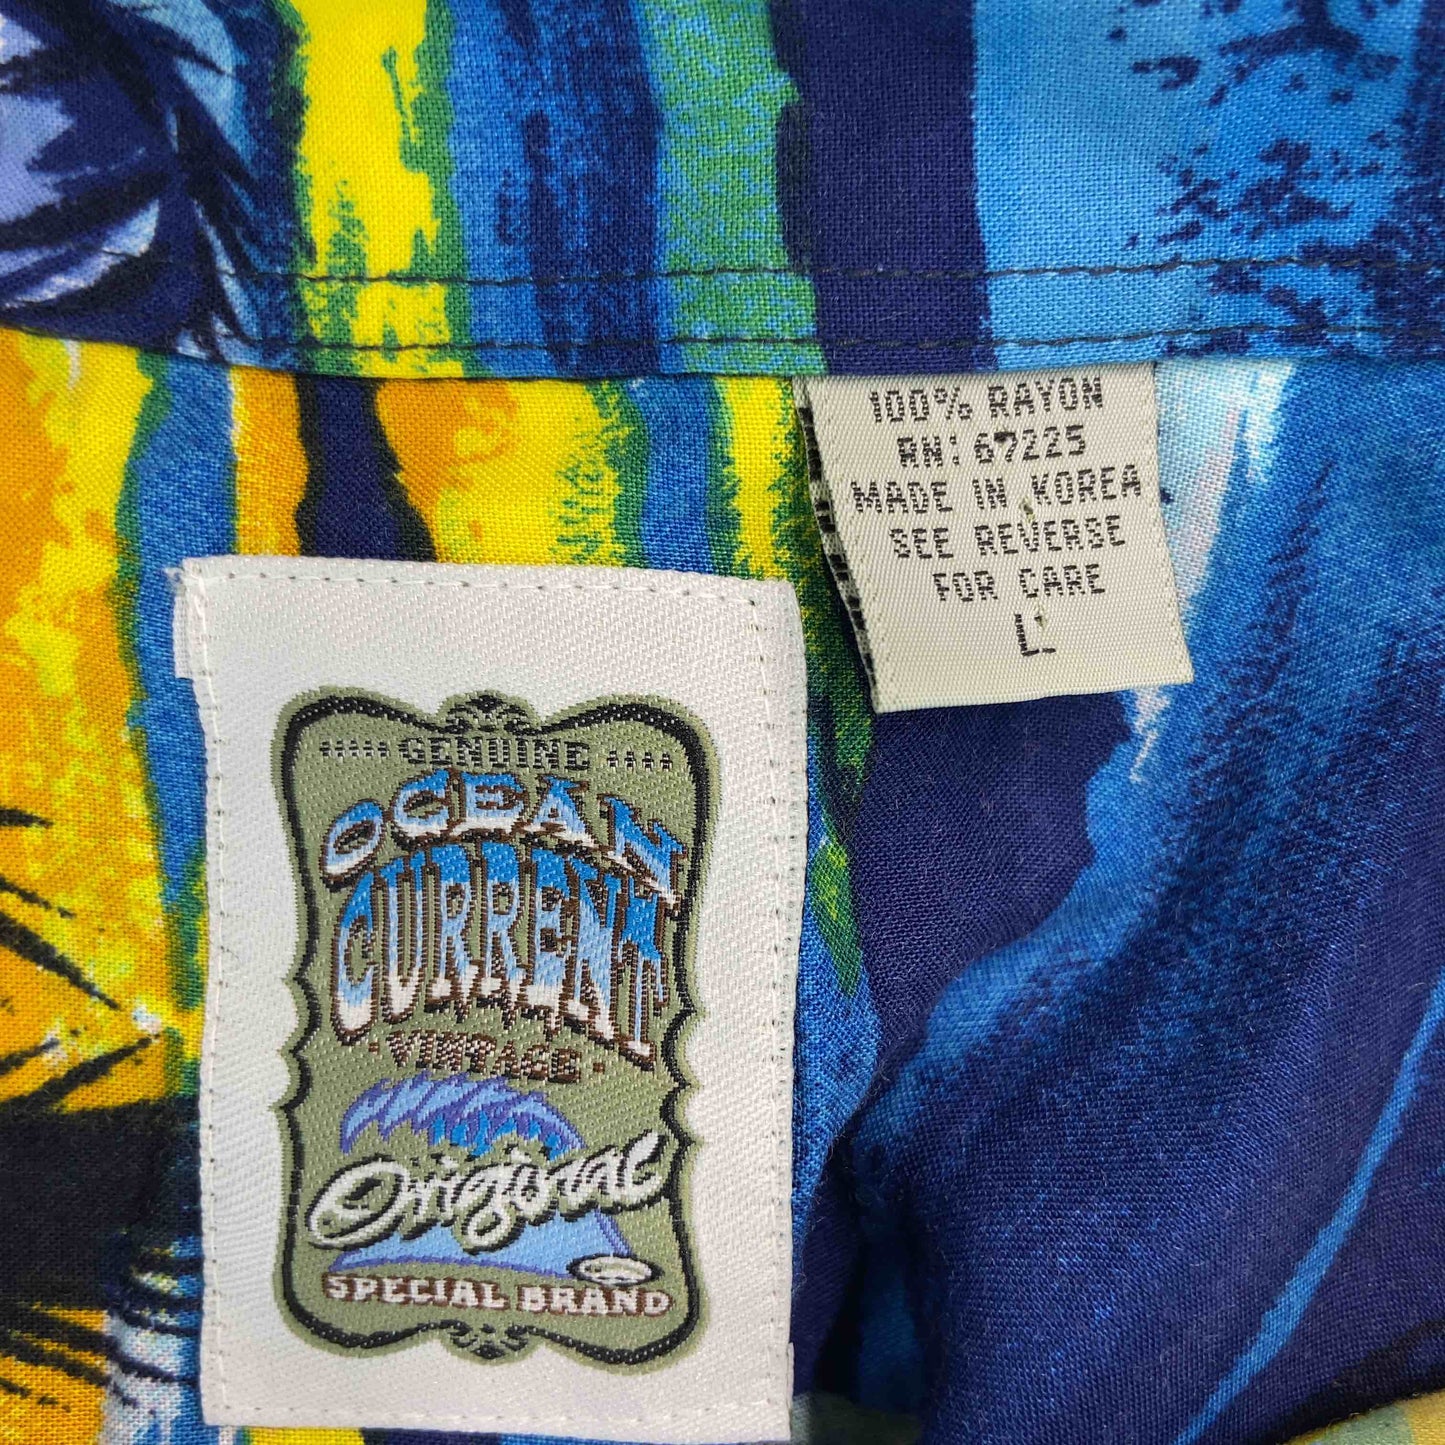 100% RAYON
RN: 67225
MADE IN KOREA
SEE REVERSE
FOR CARE
L
GENUINE
OCEAN
CURRENT
· VINTAGE ·
Original
SPECIAL BRAND